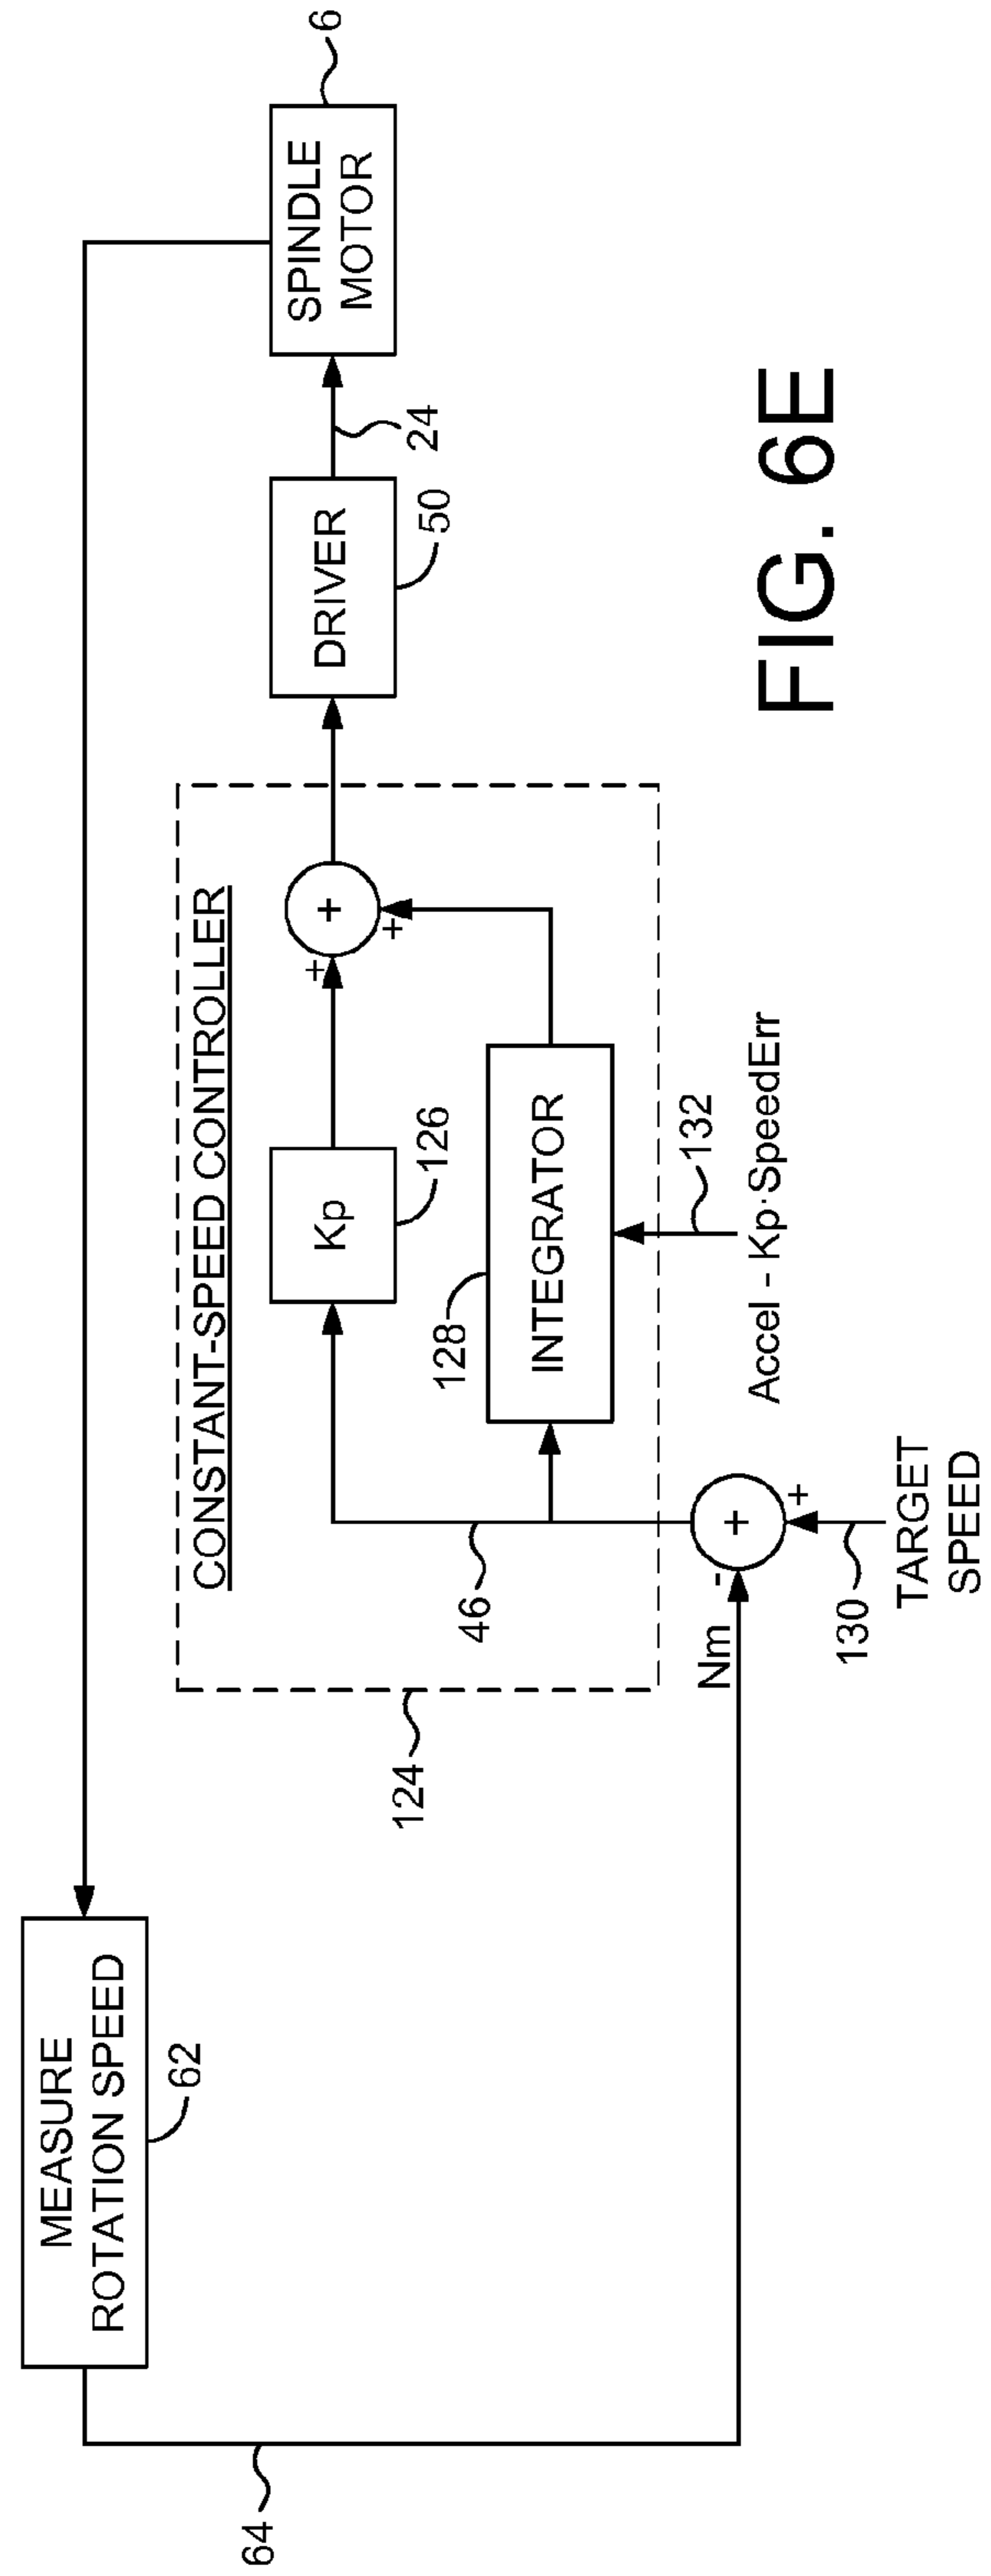 MEASURE
ROTATION SPEED
62
64
CONSTANT-SPEED CONTROLLER
124
46
Kp
126
128
INTEGRATOR
132
Accel - Kp·SpeedErr
+
+
+
DRIVER
50
24
SPINDLE
MOTOR
6
Nm
-
+
+
130
TARGET
SPEED
FIG. 6E